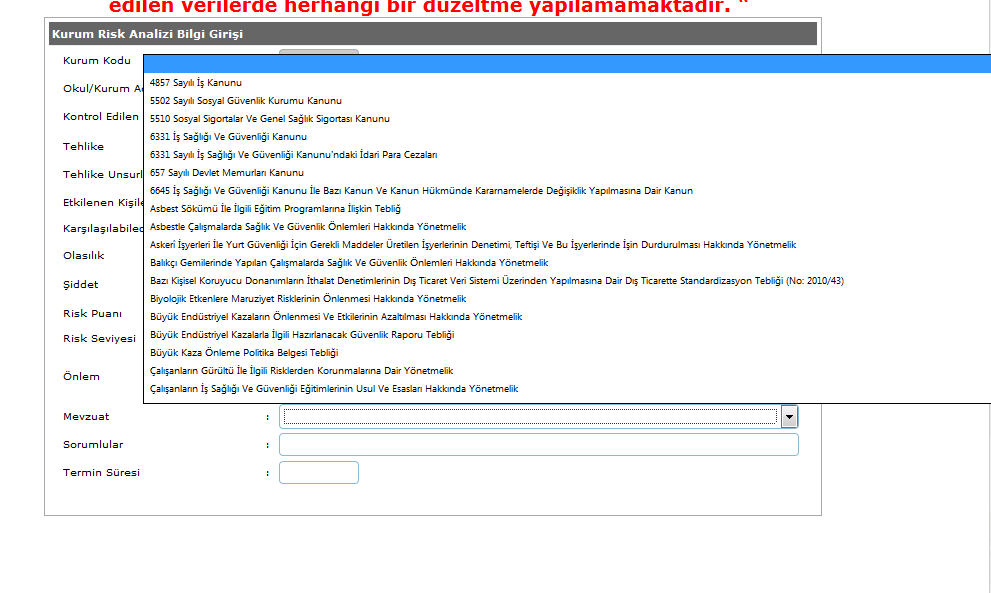 edilen verilerde herhangi bir düzeltme yapılamamaktadır. "
Kurum Risk Analizi Bilgi Girişi
Kurum Kodu
Okul/Kurum
Kontrol Edilen
Tehlike
Tehlike
Etkilenen
Olasılık
Şiddet
Risk Puanı
Risk Seviyesi
Önlem
4857 Sayılı İş Kanunu
5502 Sayılı Sosyal Güvenlik Kurumu Kanunu
5510 Sosyal Sigortalar Ve Genel Sağlık Sigortası Kanunu
6331 İş Sağlığı Ve Güvenliği Kanunu
6331 Sayılı İş Sağlığı Ve Güvenliği Kanunu'ndaki İdari Para Cezaları
657 Sayılı Devlet Memurları Kanunu
6645 İş Sağlığı Ve Güvenliği Kanunu İle Bazı Kanun Ve Kanun Hükmünde Kararnamelerde Değişiklik Yapılmasına Dair Kanun
Asbest Sökümü İle İlgili Eğitim Programlarına İlişkin Tebliğ
Asbestle Çalışmalarda Sağlık Ve Güvenlik Önlemleri Hakkında Yönetmelik
Askerî İşyerleri İle Yurt Güvenliği İçin Gerekli Maddeler Üretilen İşyerlerinin Denetimi, Teftişi Ve Bu İşyerlerinde İşin Durdurulması Hakkında Yönetmelik
Balıkçı Gemilerinde Yapılan Çalışmalarda Sağlık Ve Güvenlik Önlemleri Hakkında Yönetmelik
Bazı Kişisel Koruyucu Donanımların İthalat Denetimlerinin Dış Ticaret Veri Sistemi Üzerinden Yapılmasına Dair Dış Ticarette Standardizasyon Tebliği (No: 2010/43)
Biyolojik Etkenlere Maruziyet Risklerinin Önlenmesi Hakkında Yönetmelik
Büyük Endüstriyel Kazaların Önlenmesi Ve Etkilerinin Azaltılması Hakkında Yönetmelik
Büyük Endüstriyel Kazalarla İlgili Hazırlanacak Güvenlik Raporu Tebliği
Büyük Kaza Önleme Politika Belgesi Tebliği
Çalışanların Gürültü İle İlgili Risklerden Korunmalarına Dair Yönetmelik
Çalışanların İş Sağlığı Ve Güvenliği Eğitimlerinin Usul Ve Esasları Hakkında Yönetmelik
Mevzuat :
Sorumlular :
Termin Süresi :